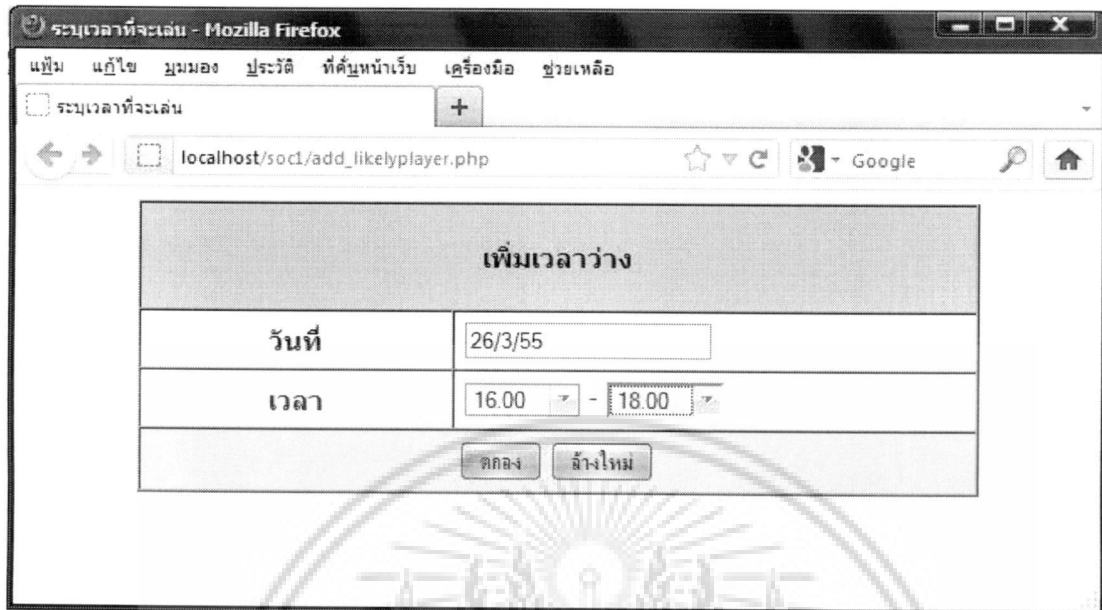 ระบุเวลาที่จะเล่น - Mozilla Firefox
แฟ้ม แก้ไข มุมมอง ประวัติ ที่คั่นหน้าเว็บ เครื่องมือ ช่วยเหลือ
ระบุเวลาที่จะเล่น
localhost/soc1/add_likelyplayer.php Google
เพิ่มเวลาว่าง
วันที่ 26/3/55
เวลา 16.00 - 18.00
ตกลง ล้างใหม่